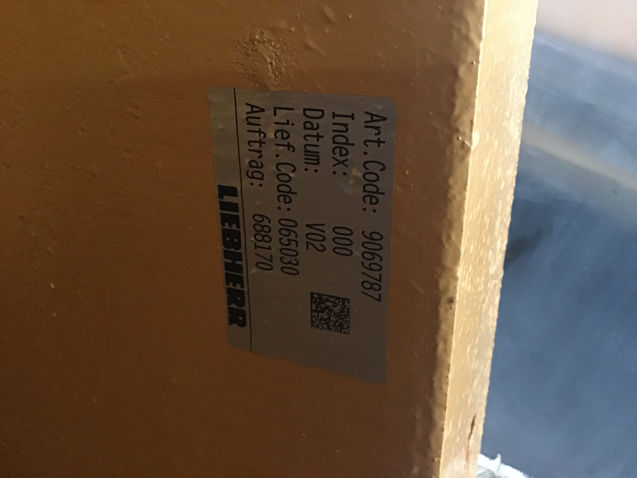 Art.Code: 9069787
Index: 000
Datum: V02
Lief.Code: 065030
Auftrag: 688170
LIEBHERR